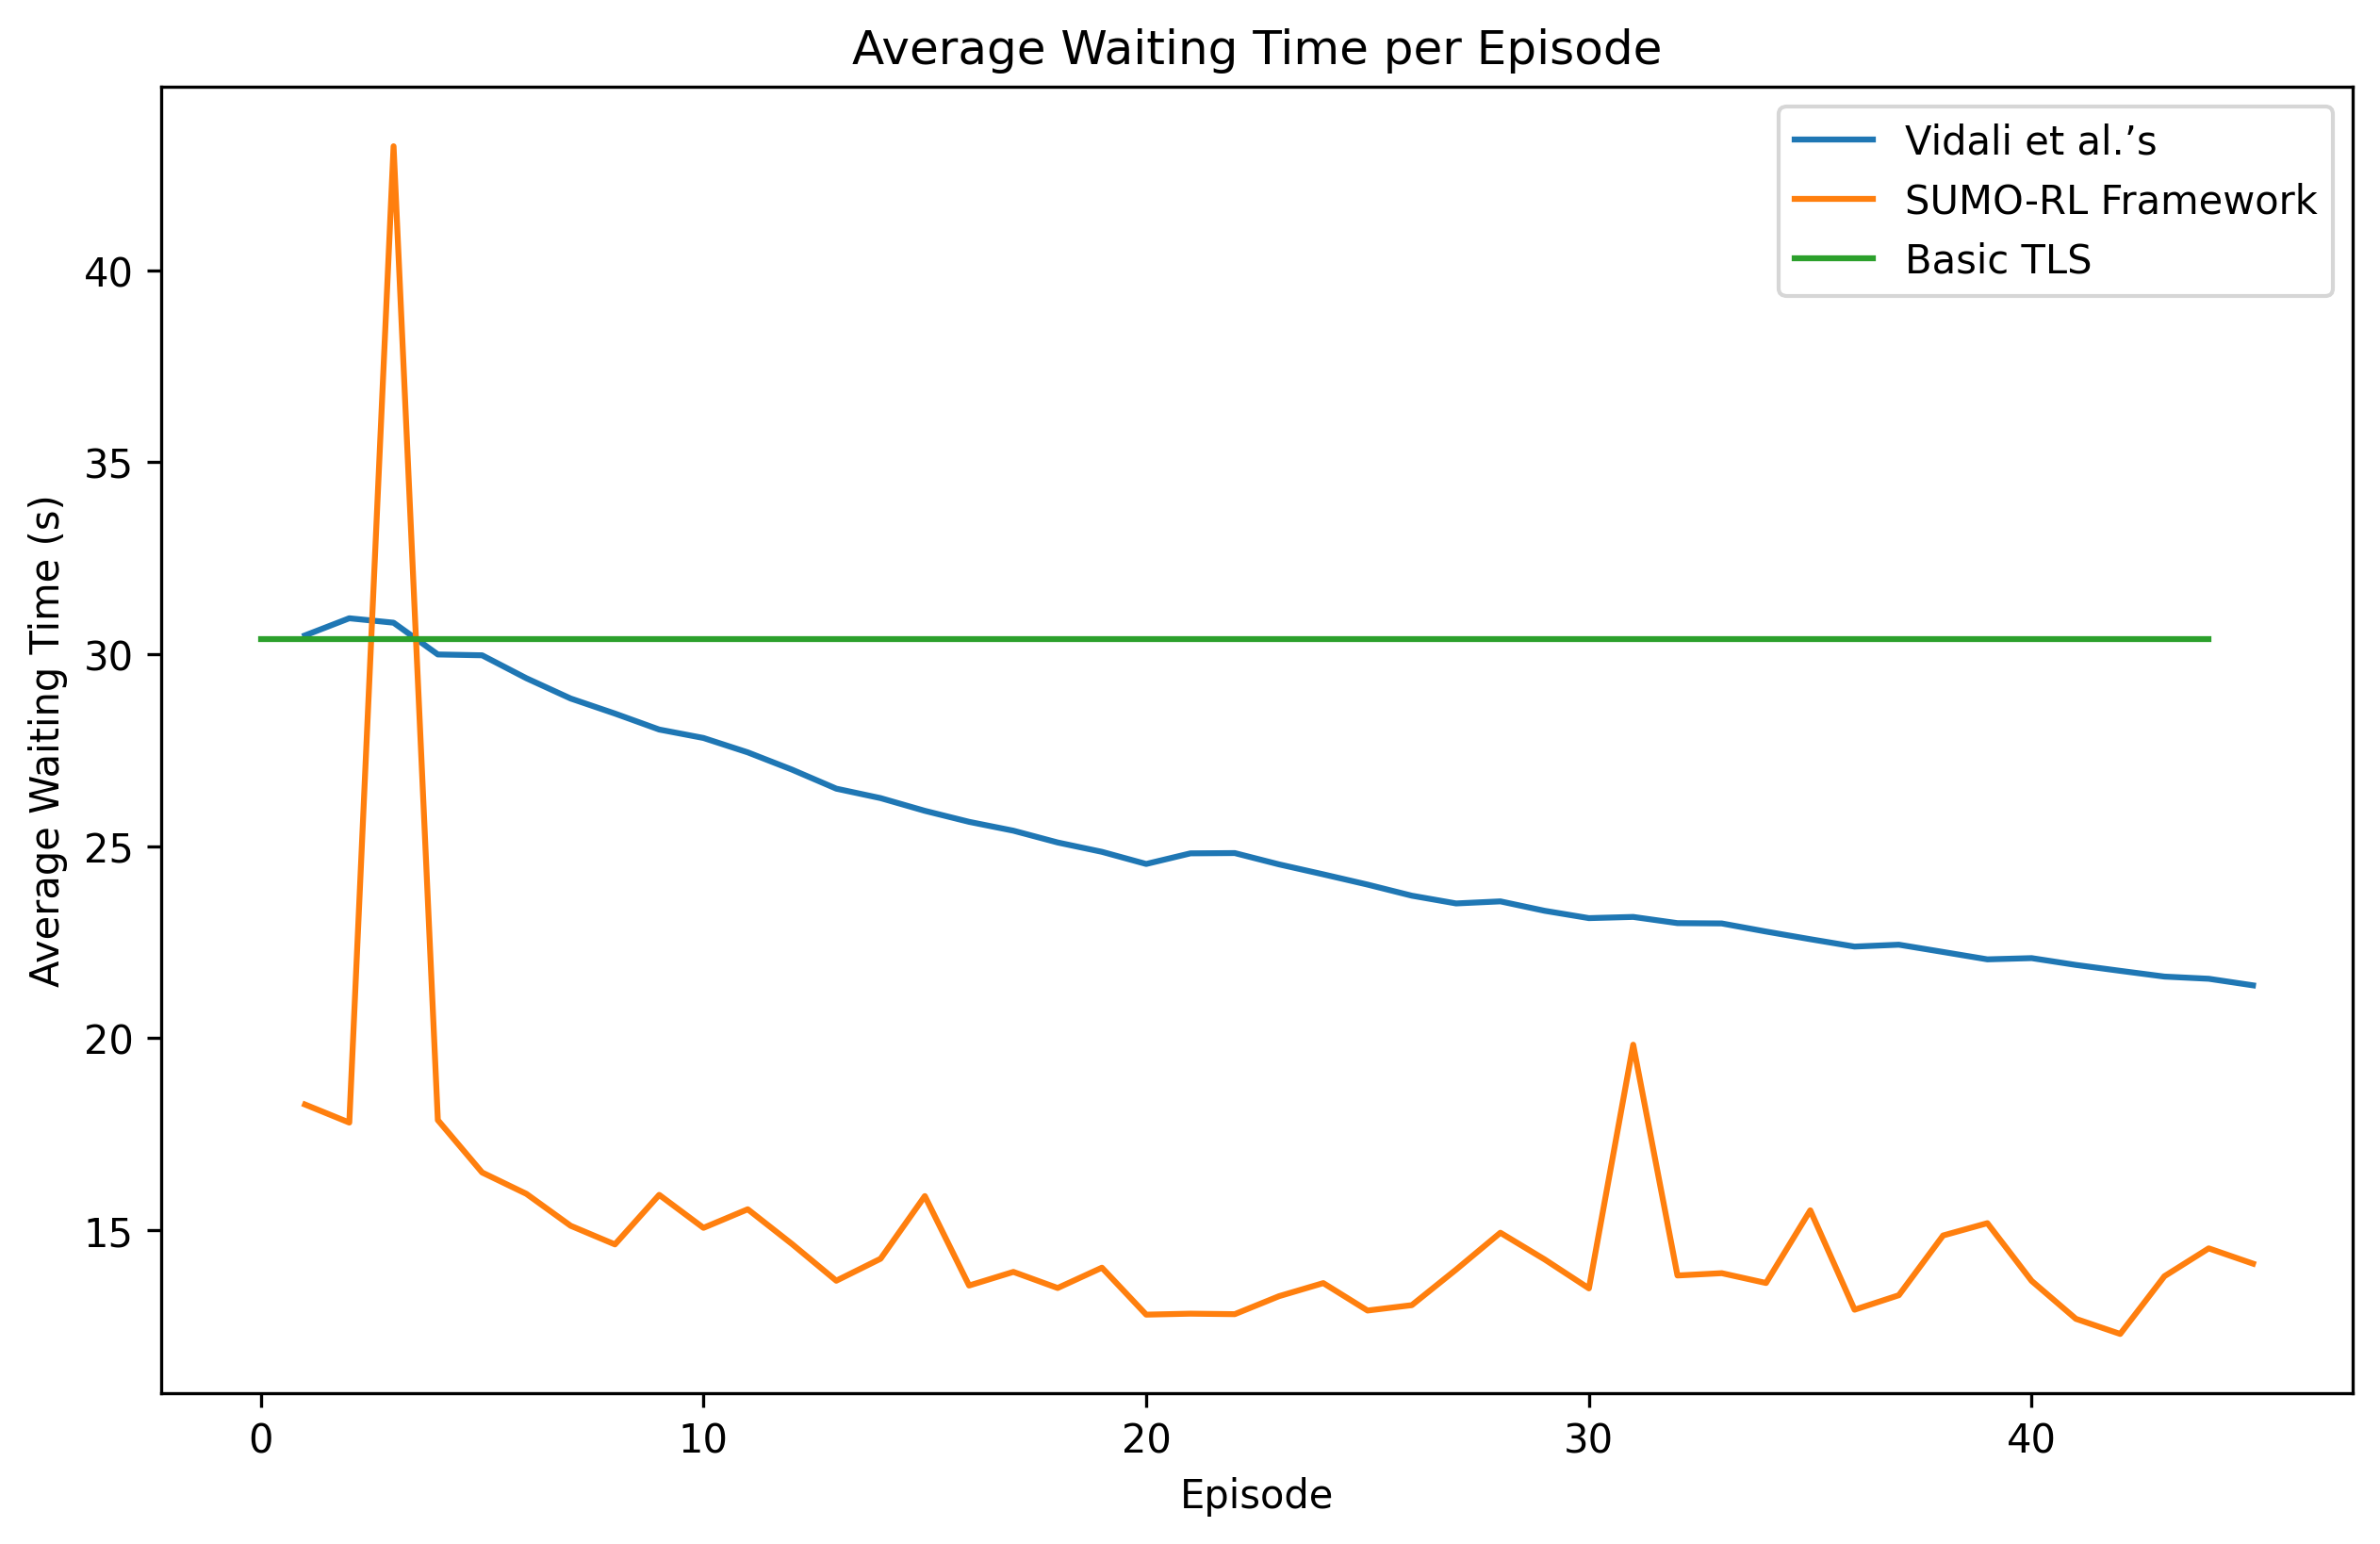 Average Waiting Time per Episode
Vidali et al.’s
SUMO-RL Framework
Basic TLS
Average Waiting Time (s)
40
35
30
25
20
15
0 10 20 30 40
Episode